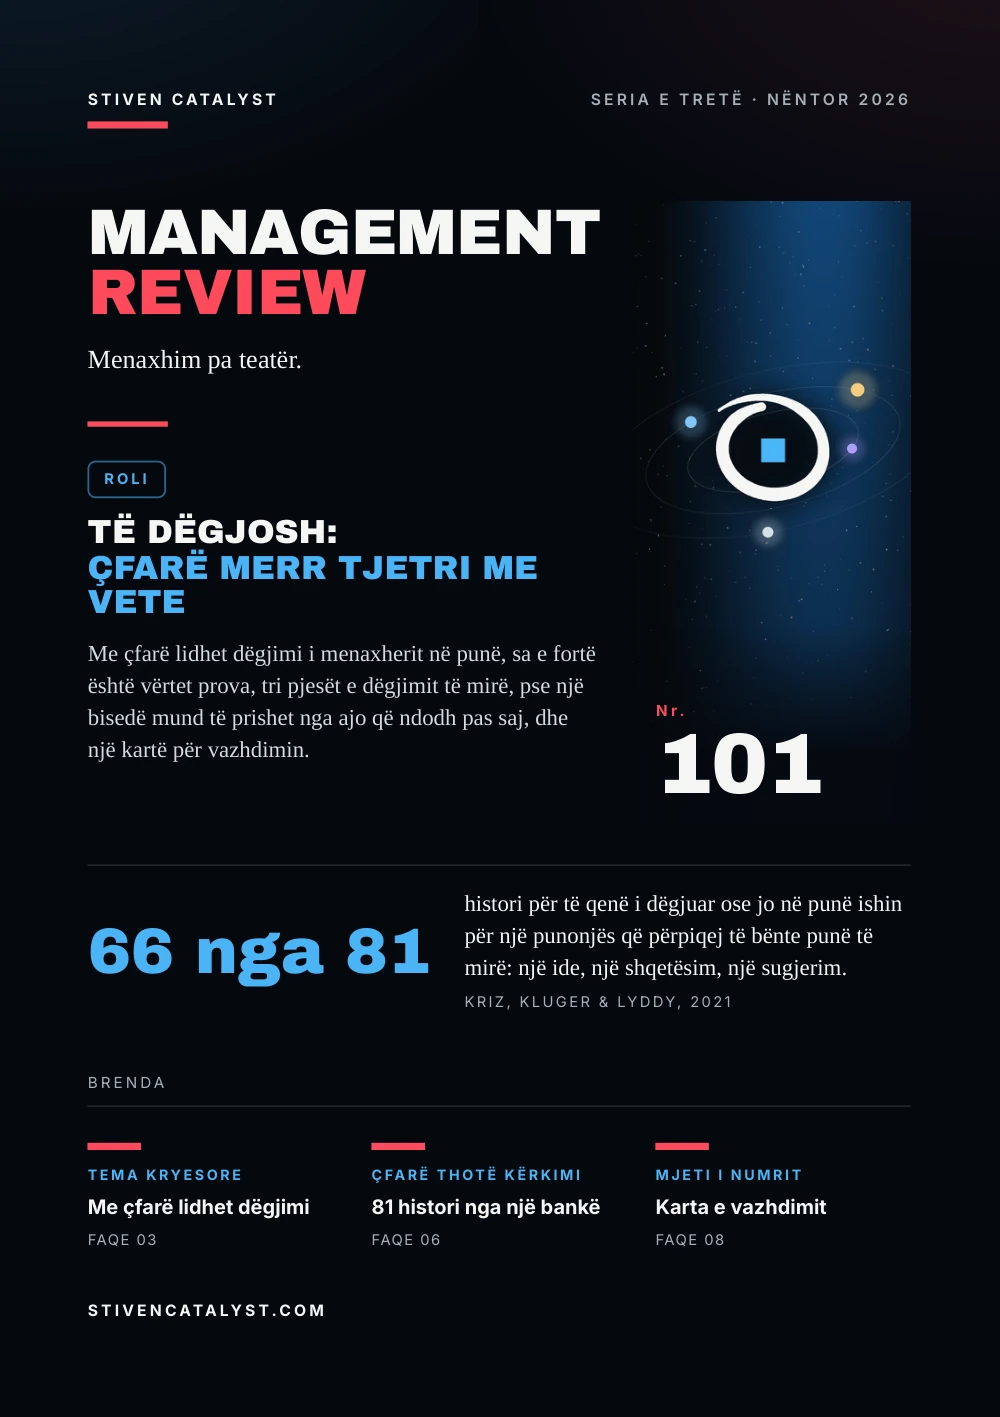 STIVEN CATALYST
SERIA E TRETË · NËNTOR 2026
MANAGEMENT
REVIEW
Menaxhim pa teatër.
ROLI
TË DËGJOSH:
ÇFARË MERR TJETRI ME
VETE
Me çfarë lidhet dëgjimi i menaxherit në punë, sa e fortë
është vërtet prova, tri pjesët e dëgjimit të mirë, pse një
bisedë mund të prishet nga ajo që ndodh pas saj, dhe
një kartë për vazhdimin.
Nr.
101
66 nga 81
histori për të qenë i dëgjuar ose jo në punë ishin
për një punonjës që përpiqej të bënte punë të
mirë: një ide, një shqetësim, një sugjerim.
KRIZ, KLUGER & LYDDY, 2021
BRENDA
TEMA KRYESORE
Me çfarë lidhet dëgjimi
FAQE 03
ÇFARË THOTË KËRKIMI
81 histori nga një bankë
FAQE 06
MJETI I NUMRIT
Karta e vazhdimit
FAQE 08
STIVENCATALYST.COM